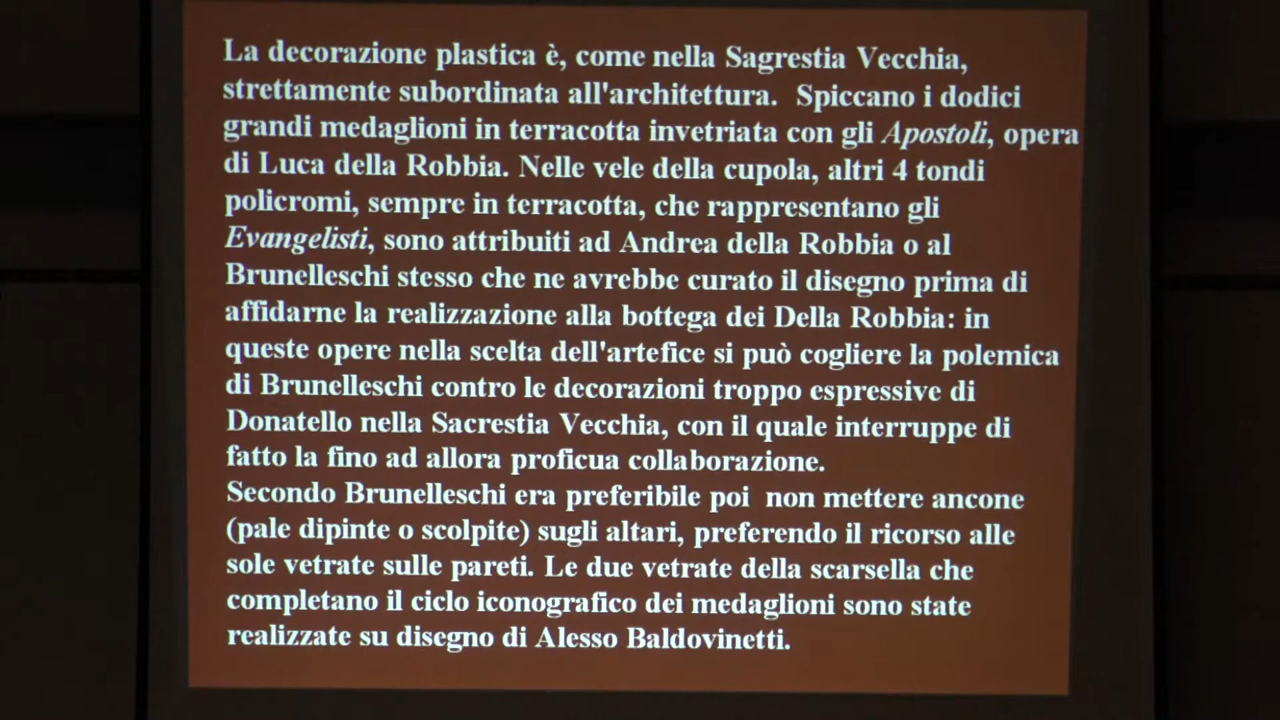 La decorazione plastica è, come nella Sagrestia Vecchia,
strettamente subordinata all'architettura.  Spiccano i dodici
grandi medaglioni in terracotta invetriata con gli Apostoli, opera
di Luca della Robbia. Nelle vele della cupola, altri 4 tondi
policromi, sempre in terracotta, che rappresentano gli
Evangelisti, sono attribuiti ad Andrea della Robbia o al
Brunelleschi stesso che ne avrebbe curato il disegno prima di
affidarne la realizzazione alla bottega dei Della Robbia: in
queste opere nella scelta dell'artefice si può cogliere la polemica
di Brunelleschi contro le decorazioni troppo espressive di
Donatello nella Sacrestia Vecchia, con il quale interruppe di
fatto la fino ad allora proficua collaborazione.
Secondo Brunelleschi era preferibile poi  non mettere ancone
(pale dipinte o scolpite) sugli altari, preferendo il ricorso alle
sole vetrate sulle pareti. Le due vetrate della scarsella che
completano il ciclo iconografico dei medaglioni sono state
realizzate su disegno di Alesso Baldovinetti.